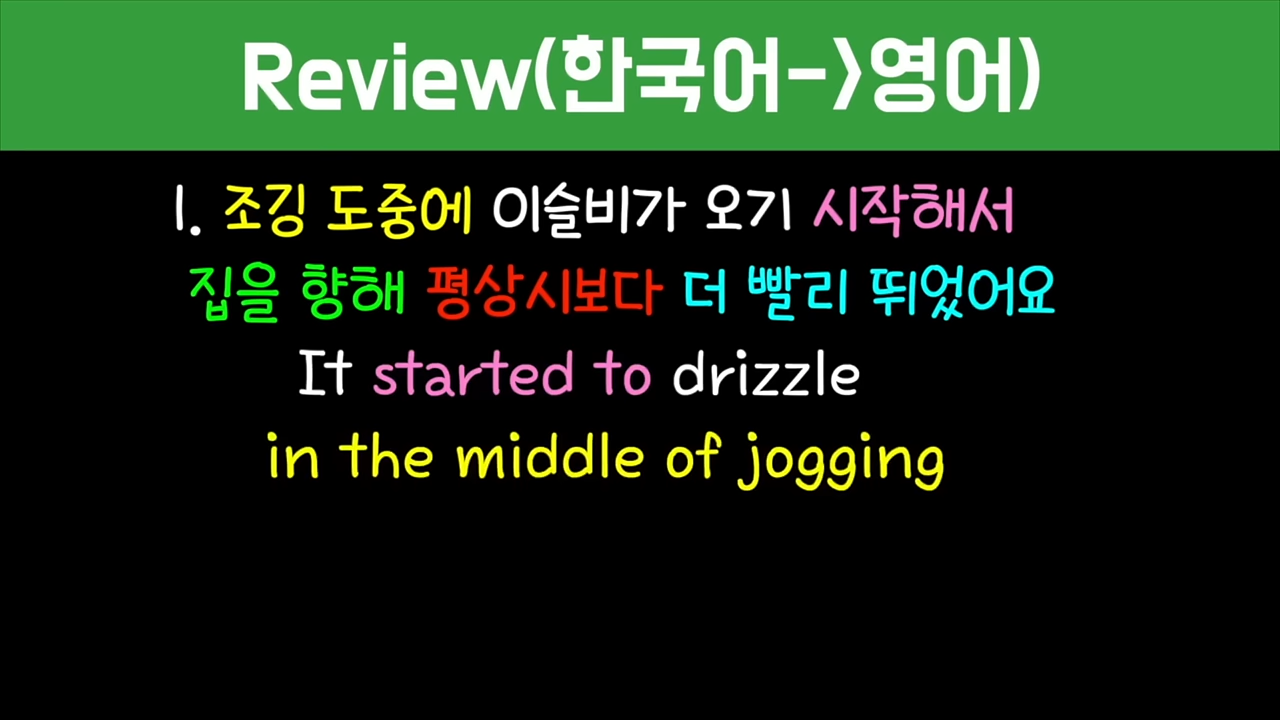 Review(한국어->영어)
1. 조깅 도중에 이슬비가 오기 시작해서
집을 향해 평상시보다 더 빨리 뛰었어요
It started to drizzle
in the middle of jogging